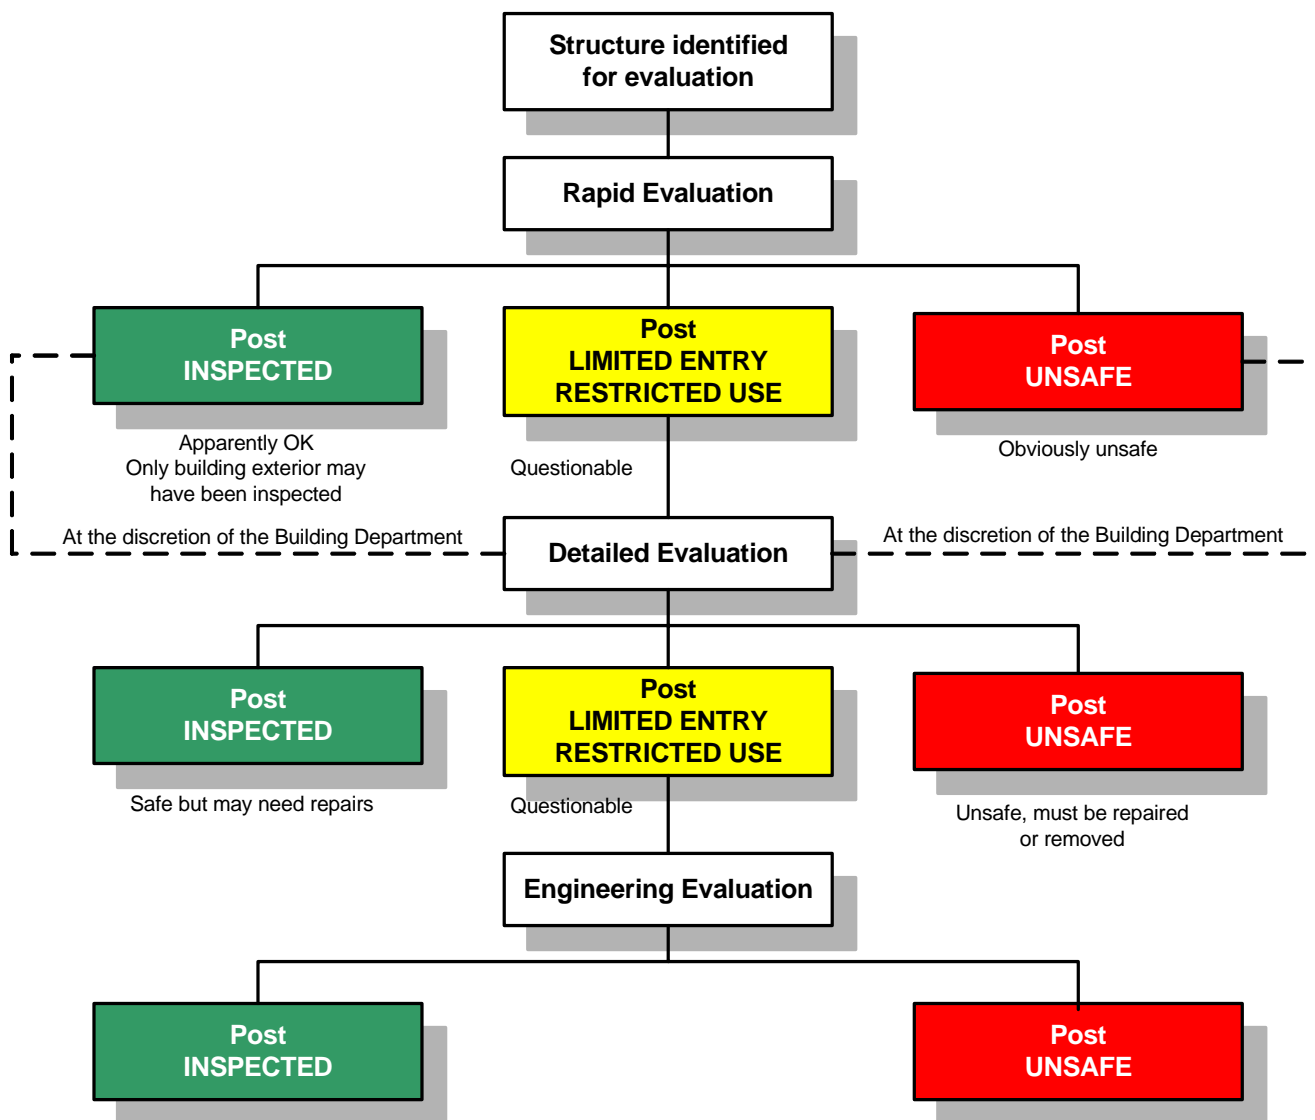 Structure identified
for evaluation
Rapid Evaluation
Post
INSPECTED
Post
LIMITED ENTRY
RESTRICTED USE
Post
UNSAFE
Apparently OK
Only building exterior may
have been inspected
Questionable
Obviously unsafe
At the discretion of the Building Department
Detailed Evaluation
At the discretion of the Building Department
Post
INSPECTED
Post
LIMITED ENTRY
RESTRICTED USE
Post
UNSAFE
Safe but may need repairs
Questionable
Unsafe, must be repaired
or removed
Engineering Evaluation
Post
INSPECTED
Post
UNSAFE